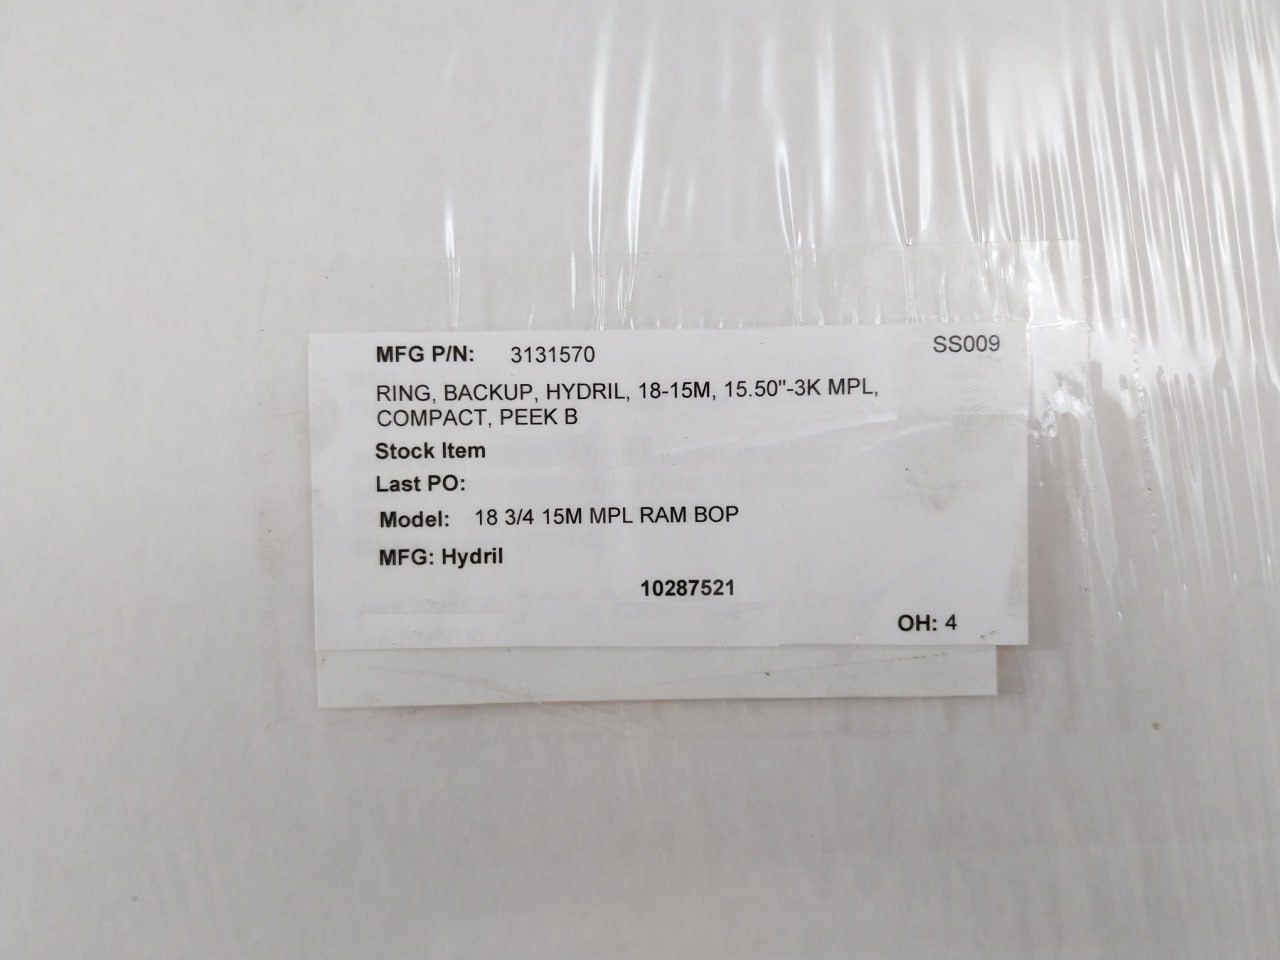 MFG P/N: 3131570 SS009
RING, BACKUP, HYDRIL, 18-15M, 15.50"-3K MPL,
COMPACT, PEEK B
Stock Item
Last PO:
Model: 18 3/4 15M MPL RAM BOP
MFG: Hydril
10287521
OH: 4